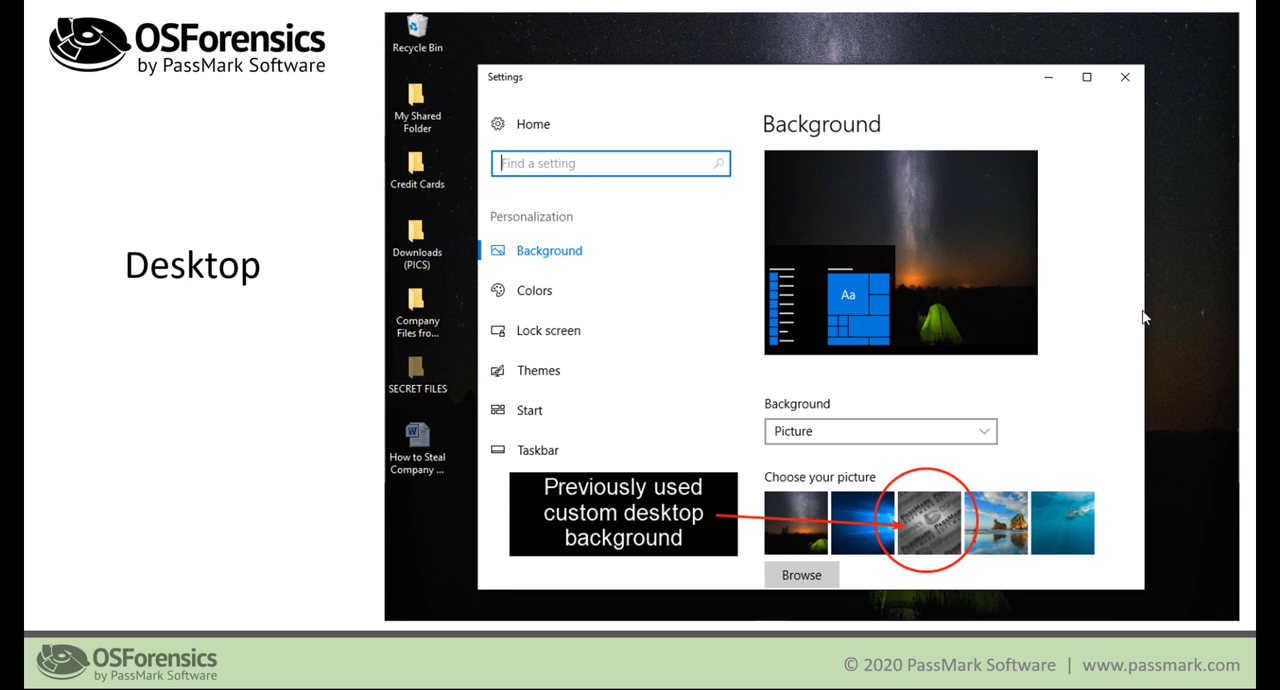 OSForensics
by PassMark Software
Desktop
Recycle Bin
My Shared
Folder
Credit Cards
Downloads
(PICS)
Company
Files fro...
SECRET FILES
How to Steal
Company ...
Settings
Home
Find a setting
Personalization
Background
Colors
Lock screen
Themes
Start
Taskbar
Background
Aa
Background
Picture
Choose your picture
Previously used
custom desktop
background
Browse
OSForensics
by PassMark Software
© 2020 PassMark Software | www.passmark.com